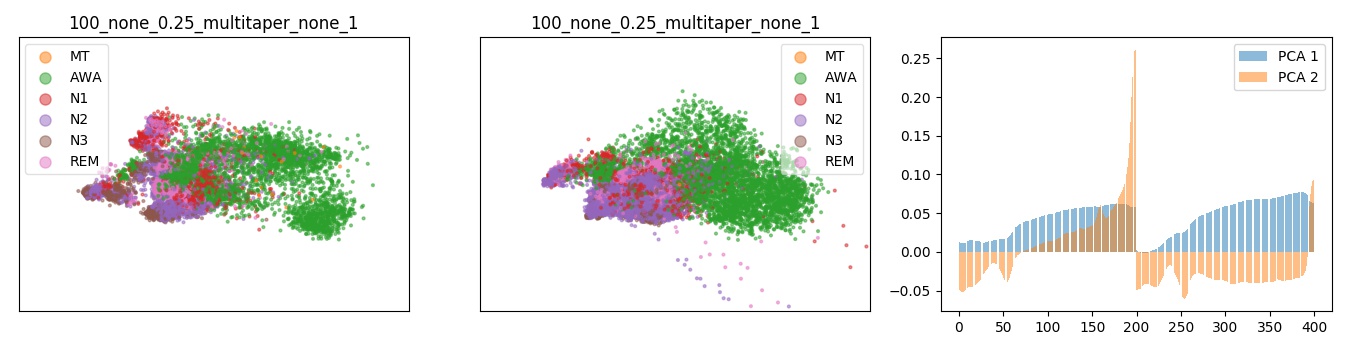 100_none_0.25_multitaper_none_1
MT
AWA
N1
N2
N3
REM
100_none_0.25_multitaper_none_1
MT
AWA
N1
N2
N3
REM
PCA 1
PCA 2
0.25
0.20
0.15
0.10
0.05
0.00
−0.05
0 50 100 150 200 250 300 350 400